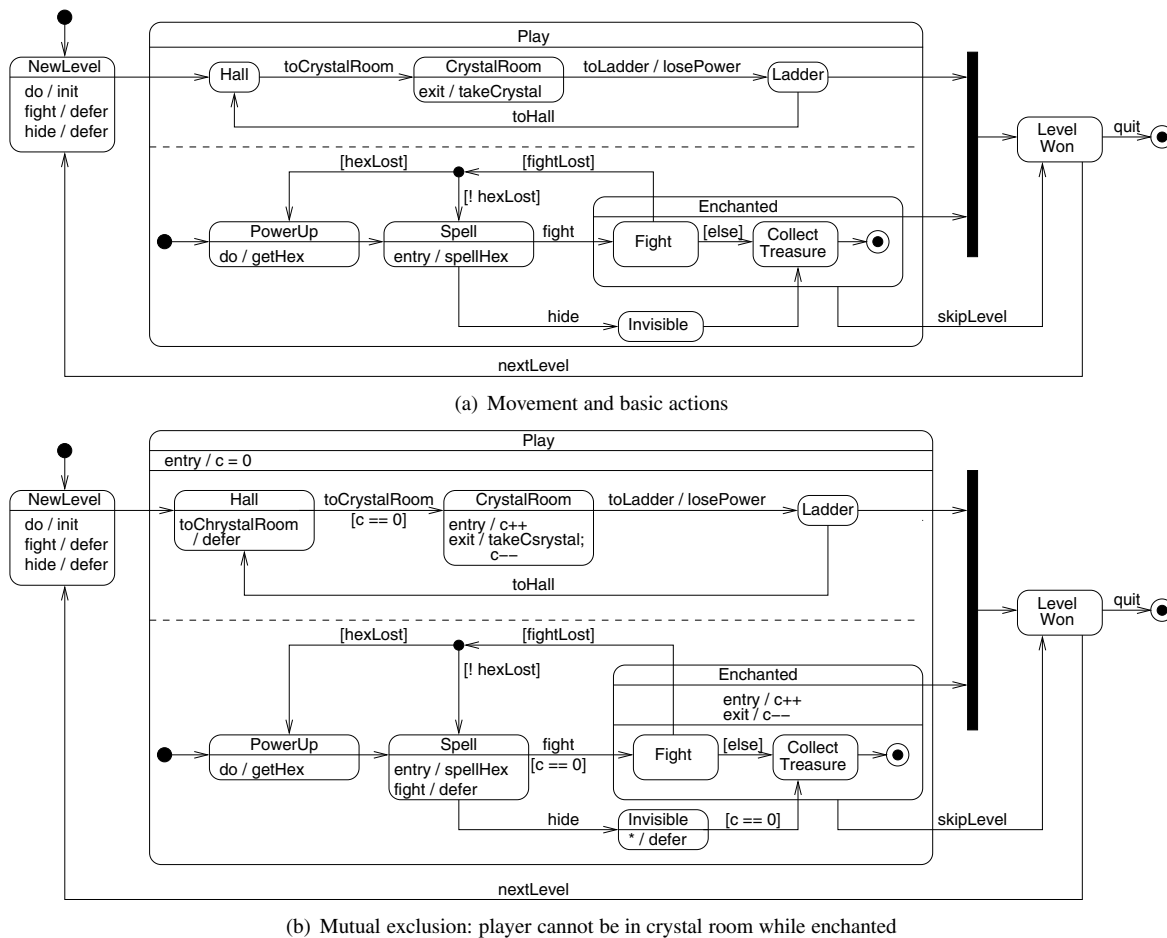 Play
NewLevel
do / init
fight / defer
hide / defer
Hall
toCrystalRoom
CrystalRoom
exit / takeCrystal
toLadder / losePower
Ladder
toHall
Level
Won
quit
[hexLost]
[fightLost]
[! hexLost]
Enchanted
PowerUp
do / getHex
Spell
entry / spellHex
fight
Fight
[else]
Collect
Treasure
hide
Invisible
skipLevel
nextLevel
(a) Movement and basic actions
Play
entry / c = 0
NewLevel
do / init
fight / defer
hide / defer
Hall
toChrystalRoom
/ defer
toCrystalRoom
[c == 0]
CrystalRoom
entry / c++
exit / takeCsrystal;
c−−
toLadder / losePower
Ladder
toHall
Level
Won
quit
[hexLost]
[fightLost]
[! hexLost]
Enchanted
entry / c++
exit / c−−
PowerUp
do / getHex
Spell
entry / spellHex
fight / defer
fight
[c == 0]
Fight
[else]
Collect
Treasure
hide
Invisible
* / defer
[c == 0]
skipLevel
nextLevel
(b) Mutual exclusion: player cannot be in crystal room while enchanted